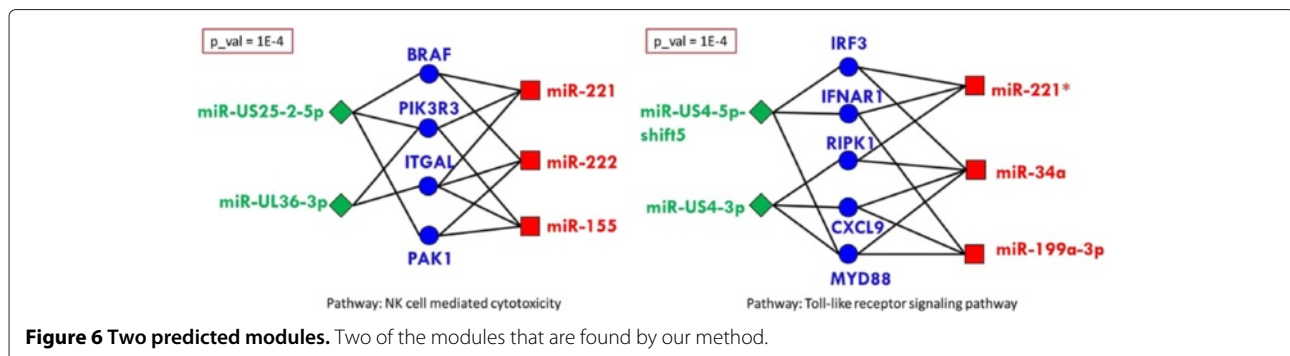 p_val = 1E-4
BRAF
miR-US25-2-5p
PIK3R3
miR-221
ITGAL
miR-222
miR-UL36-3p
miR-155
PAK1
Pathway: NK cell mediated cytotoxicity
p_val = 1E-4
IRF3
miR-US4-5p-
shift5
IFNAR1
miR-221*
RIPK1
miR-34a
miR-US4-3p
CXCL9
miR-199a-3p
MYD88
Pathway: Toll-like receptor signaling pathway
Figure 6 Two predicted modules. Two of the modules that are found by our method.